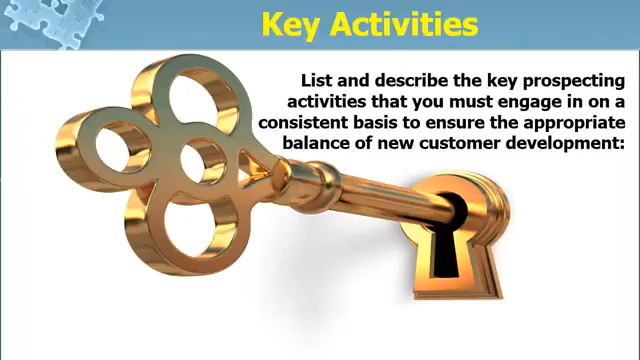 Key Activities
List and describe the key prospecting
activities that you must engage in on a
consistent basis to ensure the appropriate
balance of new customer development: